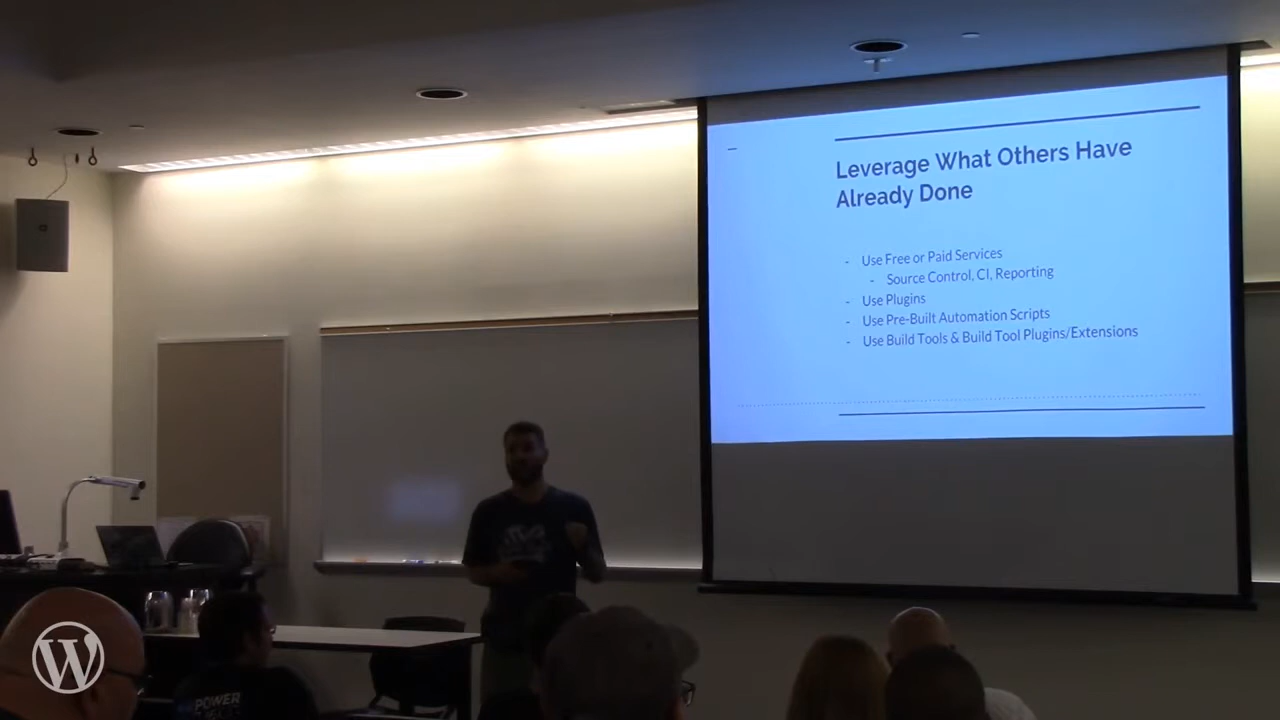 Leverage What Others Have
Already Done
- Use Free or Paid Services
- Source Control, CI, Reporting
- Use Plugins
- Use Pre-Built Automation Scripts
- Use Build Tools & Build Tool Plugins/Extensions
POWER